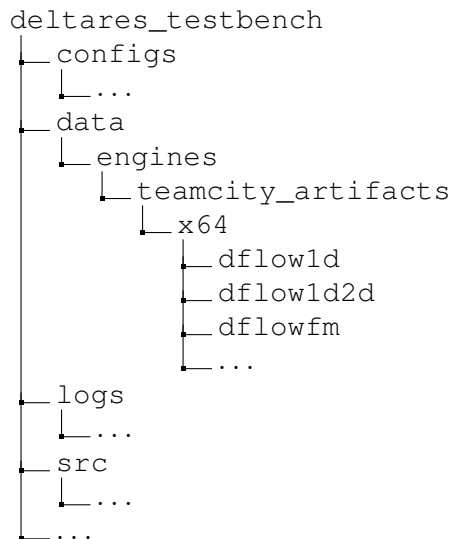 deltares_testbench
configs
...
data
engines
teamcity_artifacts
x64
dflow1d
dflow1d2d
dflowfm
...
logs
...
src
...
...